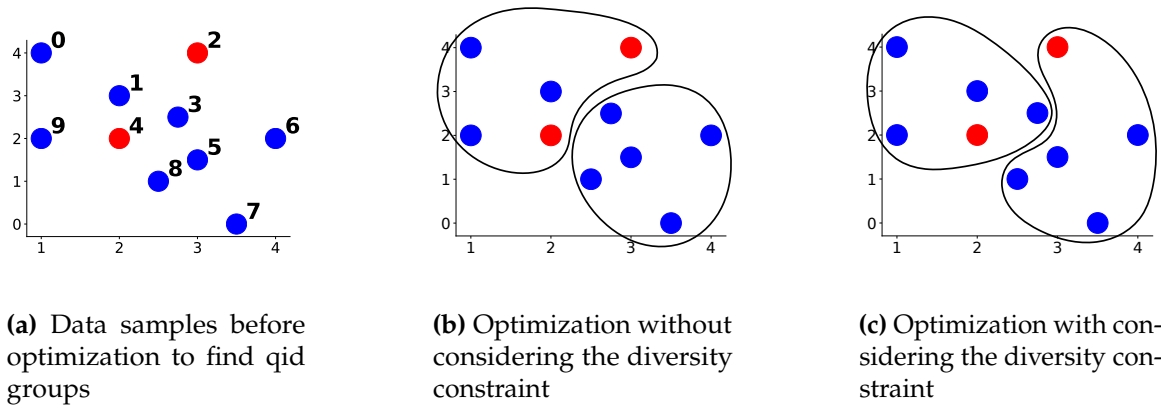 0
2
4
1
3
3
9
4
6
2
5
8
1
7
0
1 2 3 4
4
3
2
1
0
1 2 3 4
4
3
2
1
0
1 2 3 4
(a) Data samples before
optimization to find qid
groups
(b) Optimization without
considering the diversity
constraint
(c) Optimization with con-
sidering the diversity con-
straint